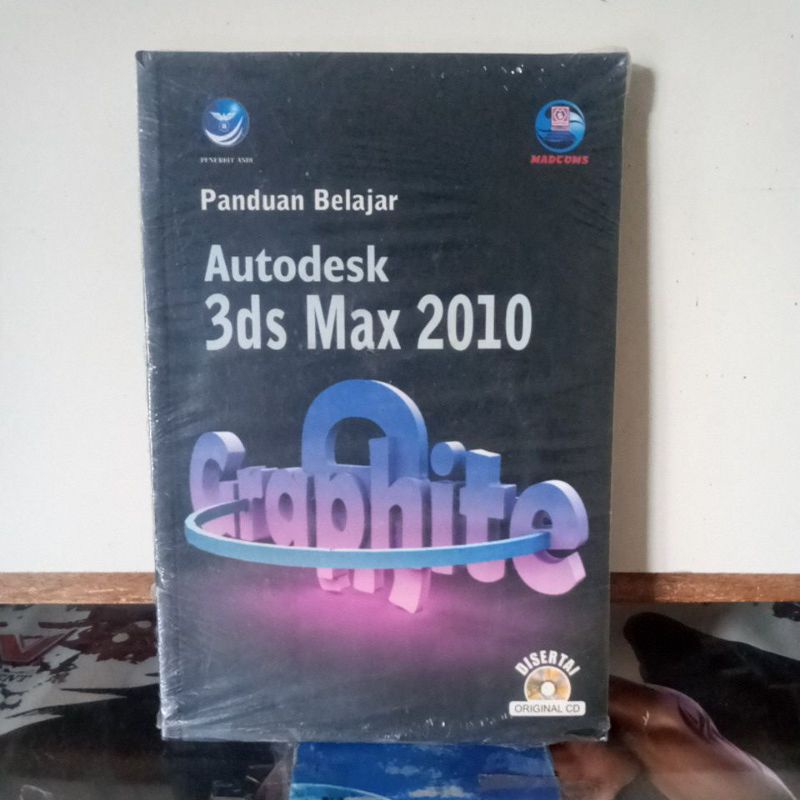 PENERBIT ANDI
MADCOMS
Panduan Belajar
Autodesk
3ds Max 2010
Graphite
DISERTAI
ORIGINAL CD